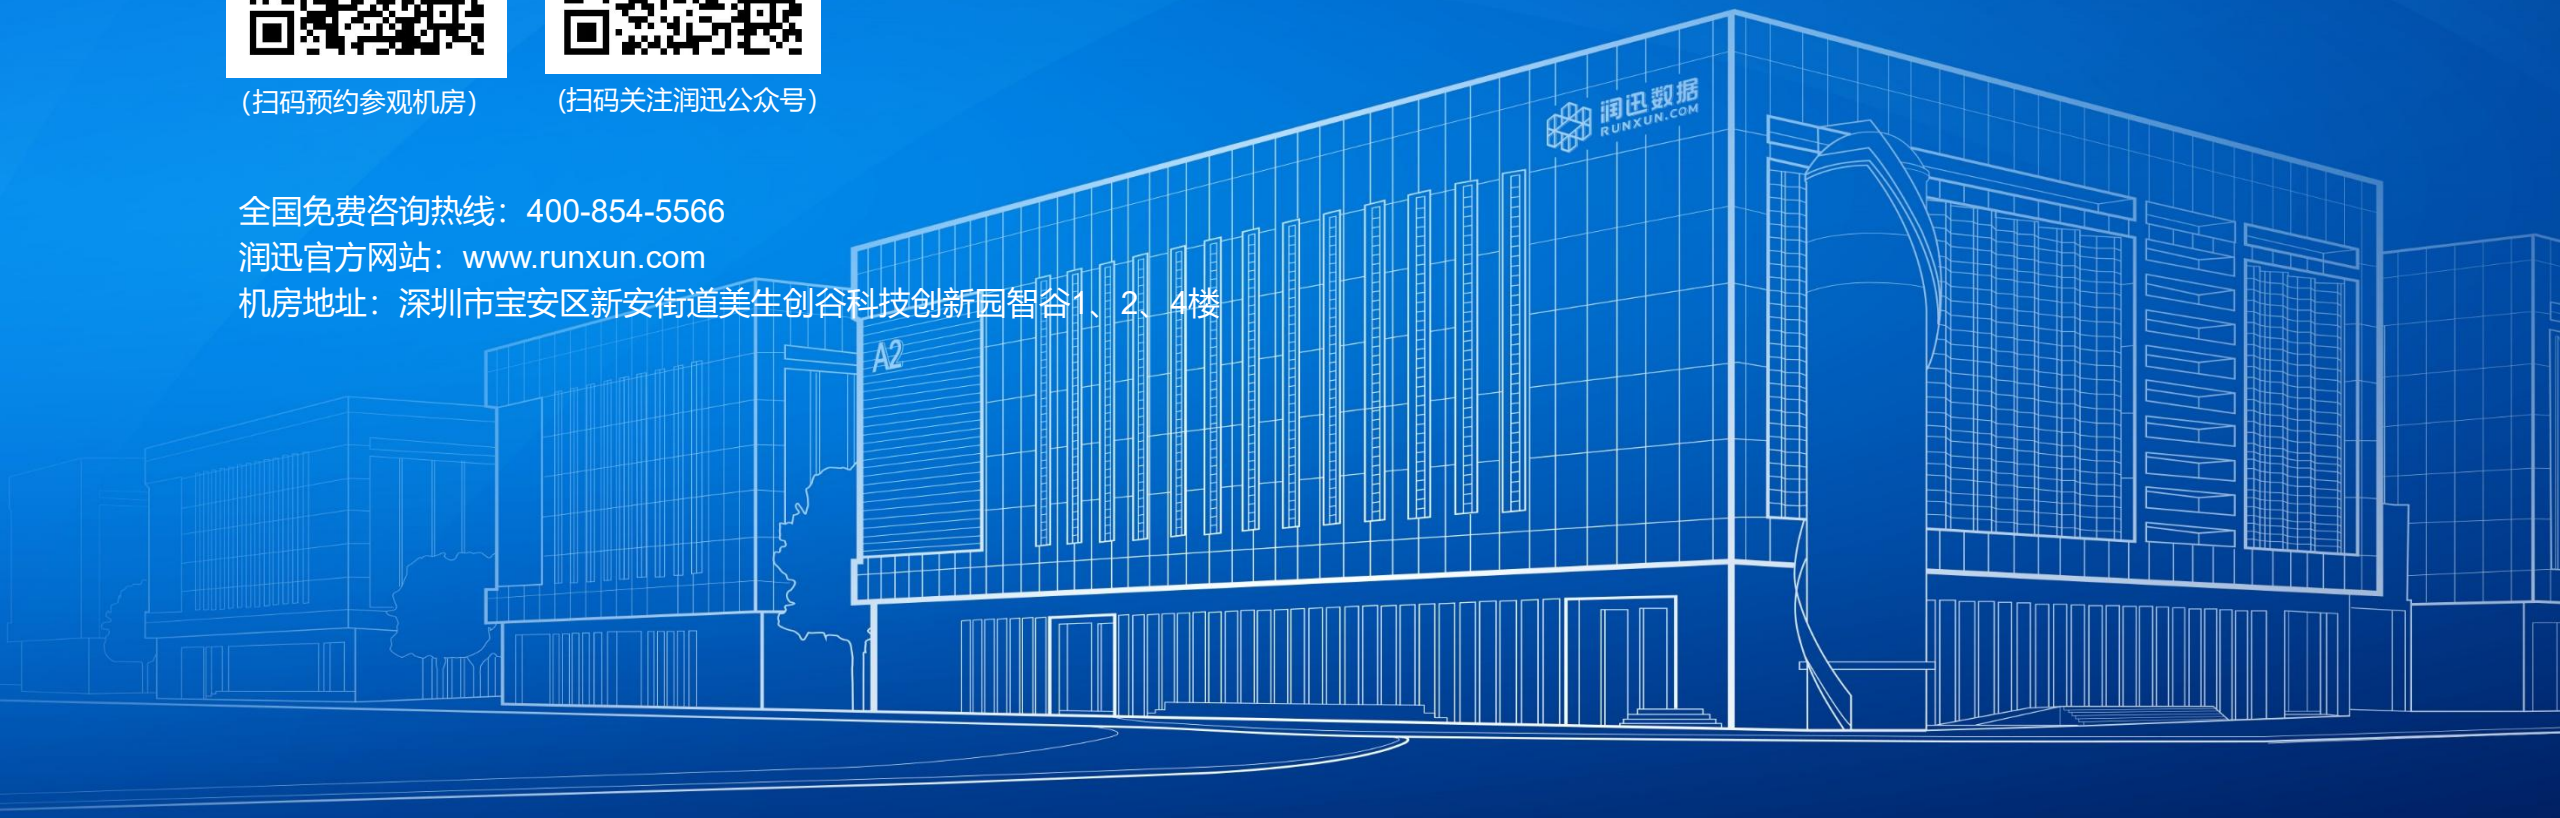 （扫码预约参观机房）
（扫码关注润迅公众号）
全国免费咨询热线：400-854-5566
润迅官方网站：www.runxun.com
机房地址：深圳市宝安区新安街道美生创谷科技创新园智谷1、2、4楼
润迅数据
RUNXUN.COM
A2